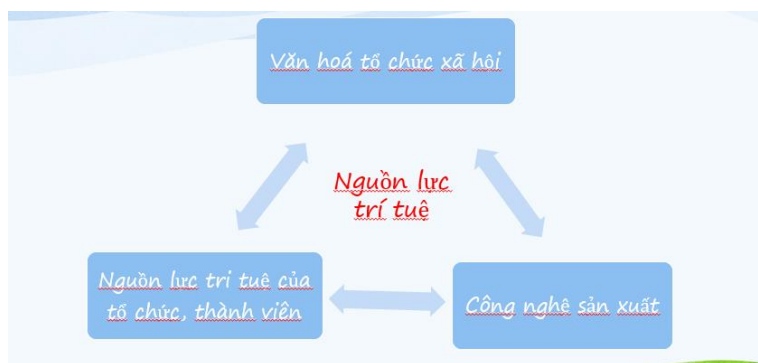 Văn hoá tổ chức xã hội
Nguồn lực
trí tuệ
Nguồn lực tri tuệ của
tổ chức, thành viên
Công nghệ sản xuất